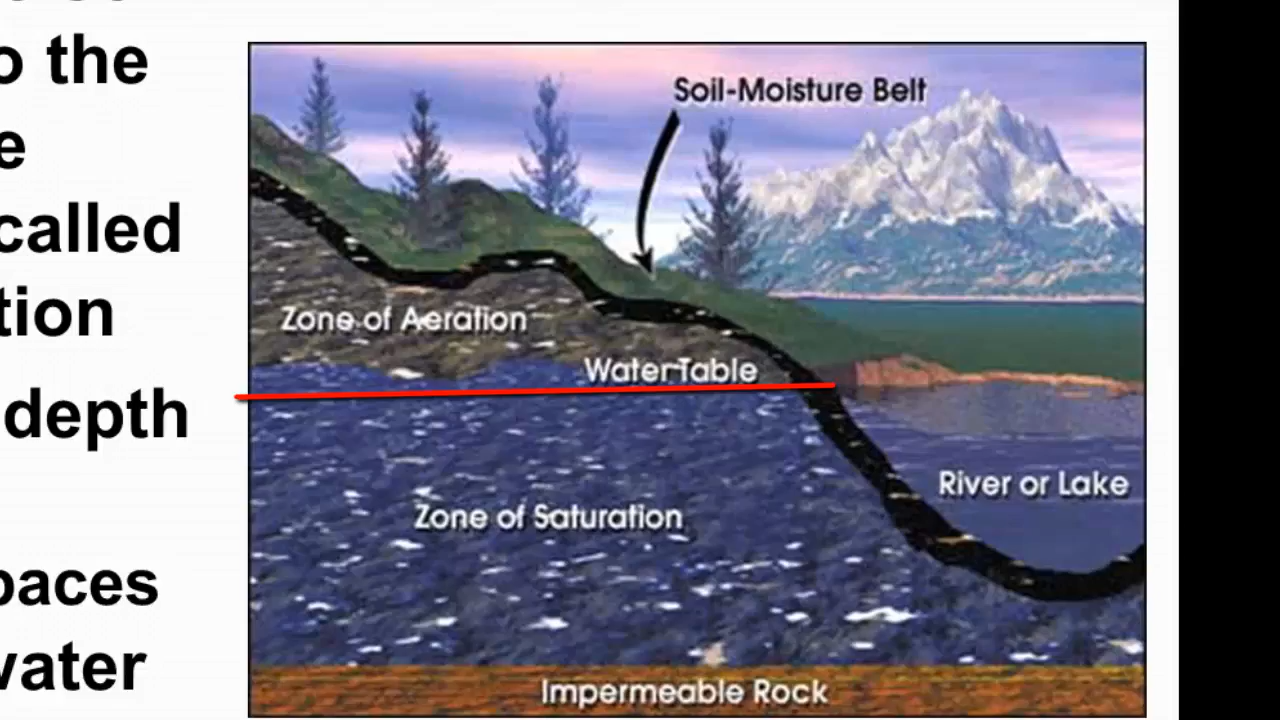 o the
e
called
tion
depth
paces
water
Soil-Moisture Belt
Zone of Aeration
Water Table
River or Lake
Zone of Saturation
Impermeable Rock